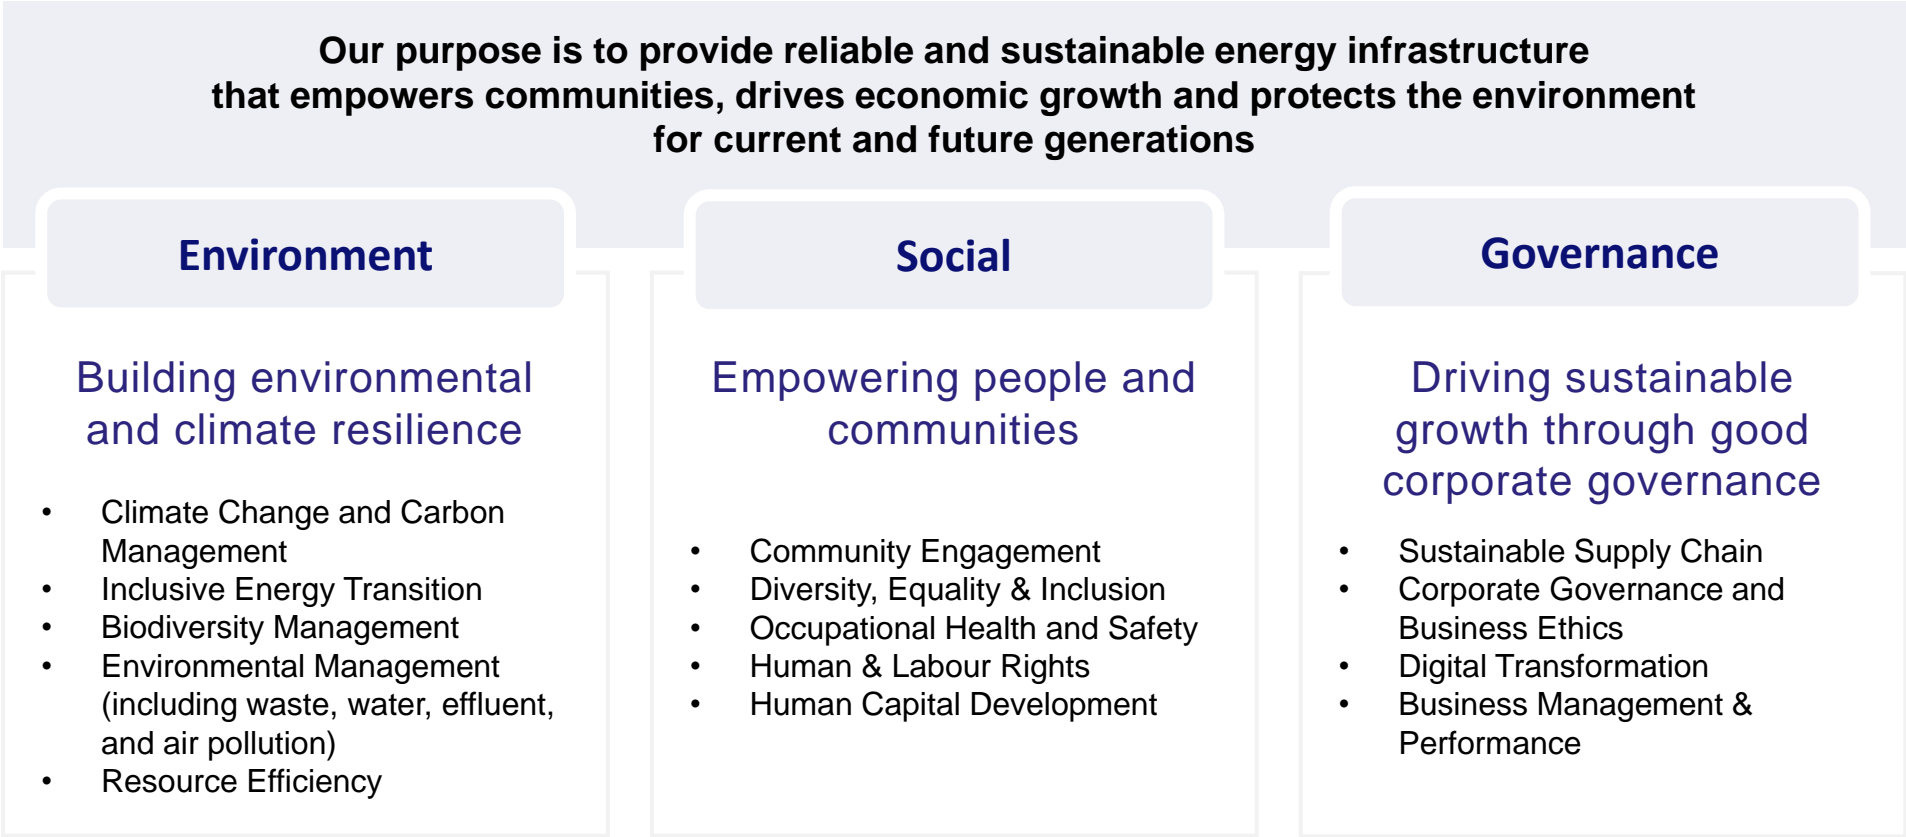 Our purpose is to provide reliable and sustainable energy infrastructure
that empowers communities, drives economic growth and protects the environment
for current and future generations
Environment
Building environmental
and climate resilience
• Climate Change and Carbon
Management
• Inclusive Energy Transition
• Biodiversity Management
• Environmental Management
(including waste, water, effluent,
and air pollution)
• Resource Efficiency
Social
Empowering people and
communities
• Community Engagement
• Diversity, Equality & Inclusion
• Occupational Health and Safety
• Human & Labour Rights
• Human Capital Development
Governance
Driving sustainable
growth through good
corporate governance
• Sustainable Supply Chain
• Corporate Governance and
Business Ethics
• Digital Transformation
• Business Management &
Performance